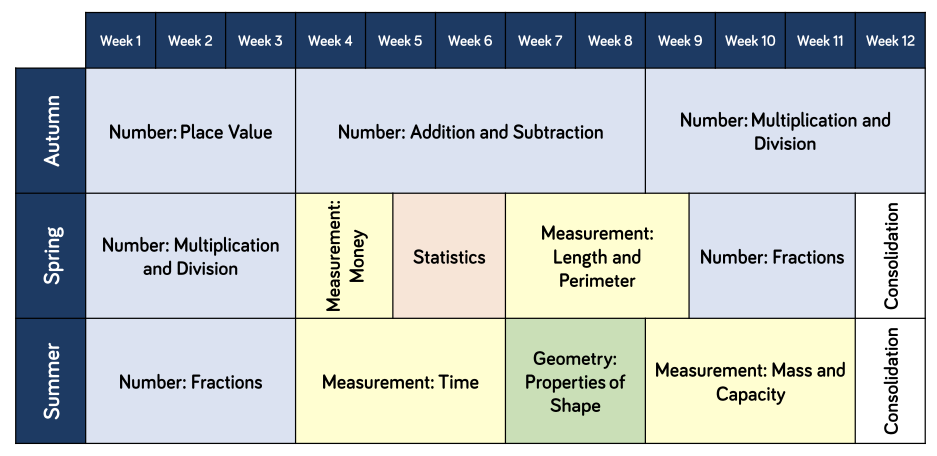 Week 1 Week 2 Week 3 Week 4 Week 5 Week 6 Week 7 Week 8 Week 9 Week 10 Week 11 Week 12
Autumn
Number: Place Value
Number: Addition and Subtraction
Number: Multiplication and
Division
Spring
Number: Multiplication
and Division
Measurement:
Money
Statistics
Measurement:
Length and
Perimeter
Number: Fractions
Consolidation
Summer
Number: Fractions
Measurement: Time
Geometry:
Properties of
Shape
Measurement: Mass and
Capacity
Consolidation